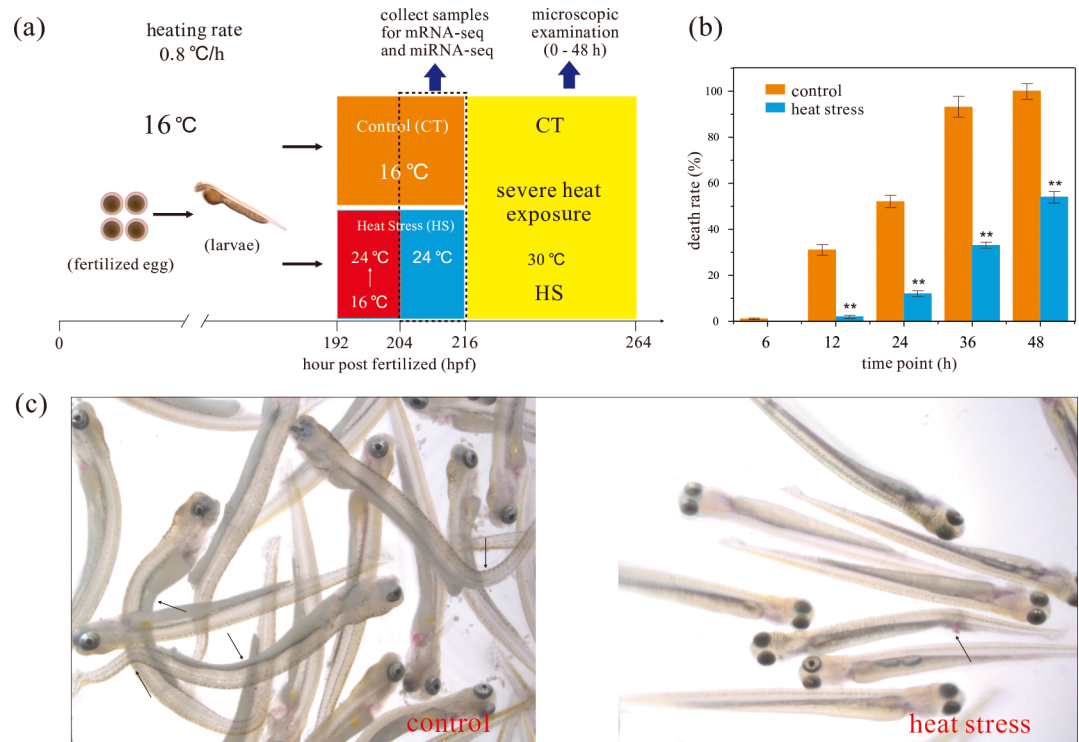 (a)
heating rate
0.8 ℃/h
collect samples
for mRNA-seq
and miRNA-seq
microscopic
examination
(0 - 48 h)
16 ℃
Control (CT)
16 ℃
CT
severe heat
exposure
30 ℃
HS
Heat Stress (HS)
24 ℃
24 ℃
16 ℃
(fertilized egg)
(larvae)
0
192
204
216
264
hour post fertilized (hpf)
(b)
control
heat stress
death rate (%)
100
80
60
40
20
0
**
**
**
**
6
12
24
36
48
time point (h)
(c)
control
heat stress